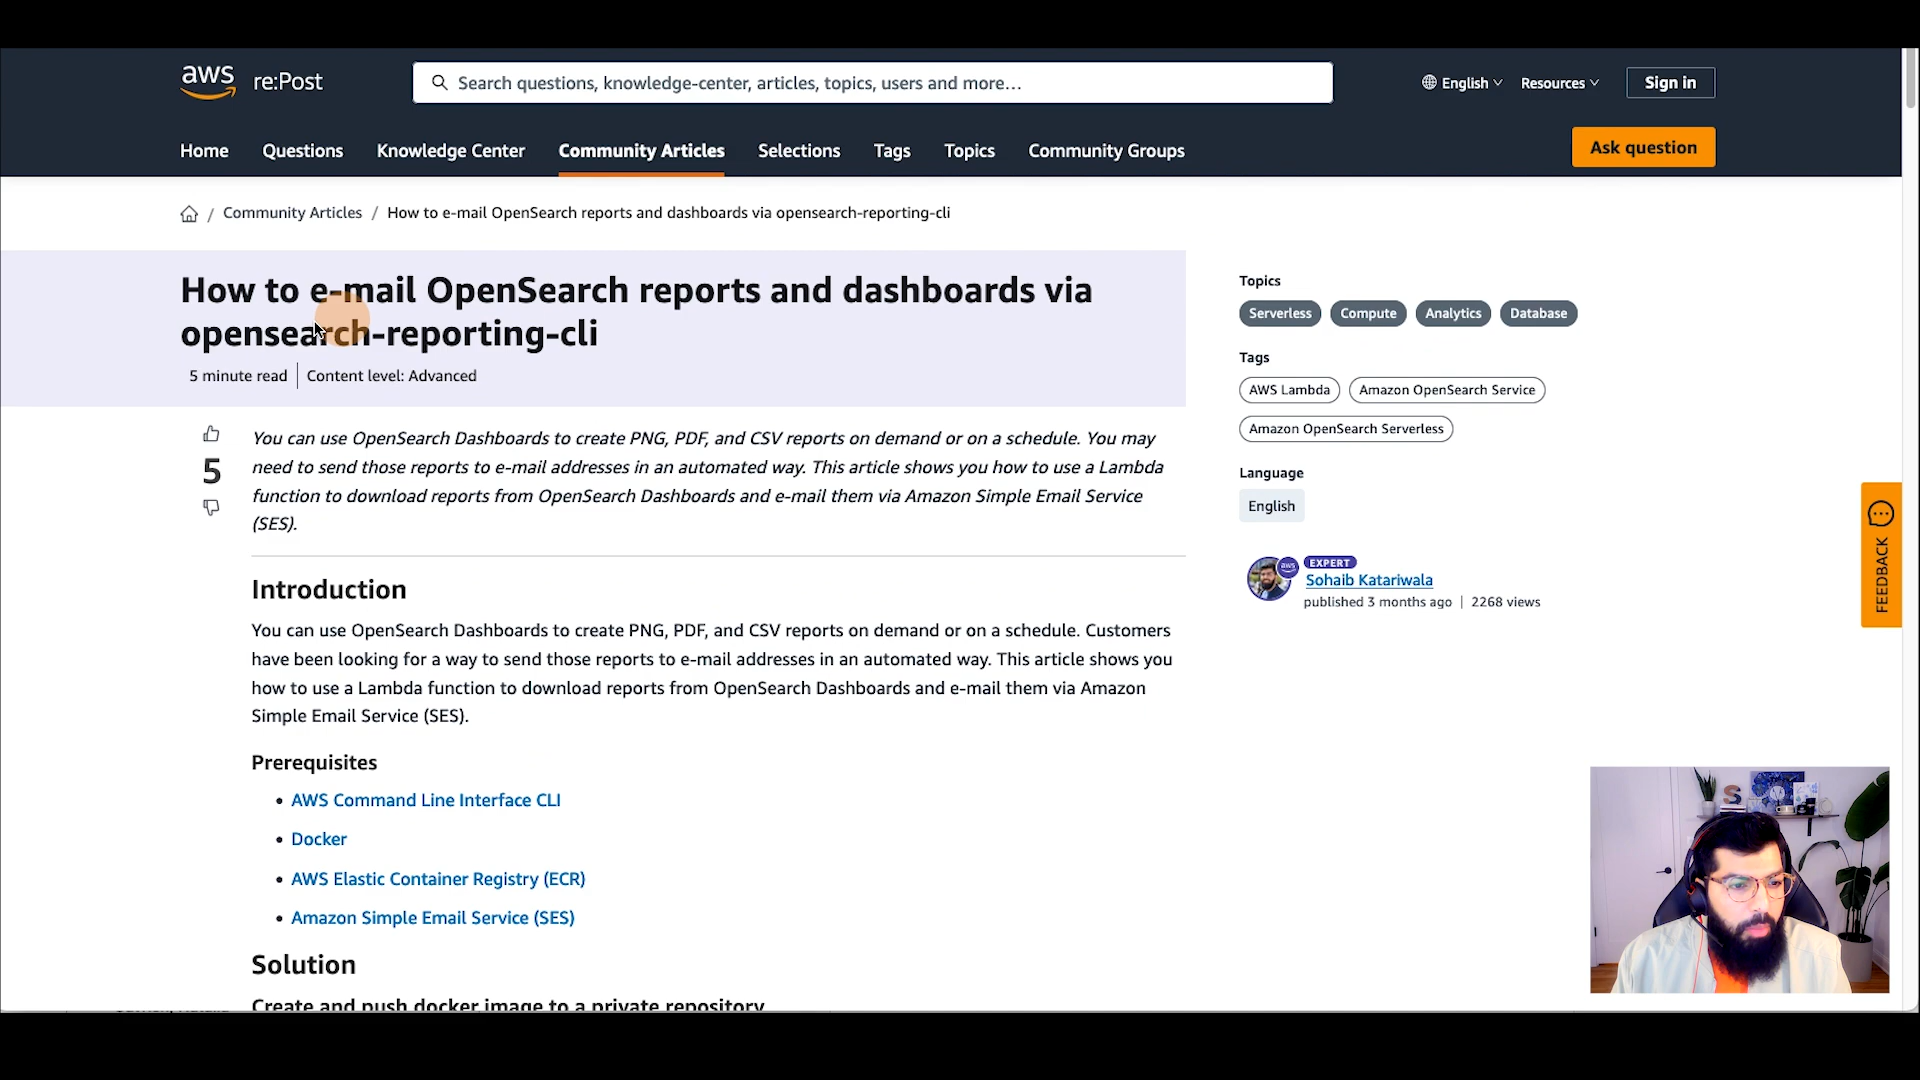 aws re:Post
Search questions, knowledge-center, articles, topics, users and more...
English
Resources
Sign in
Home
Questions
Knowledge Center
Community Articles
Selections
Tags
Topics
Community Groups
Ask question
/ Community Articles / How to e-mail OpenSearch reports and dashboards via opensearch-reporting-cli
How to e-mail OpenSearch reports and dashboards via
opensearch-reporting-cli
5 minute read
Content level: Advanced
5
You can use OpenSearch Dashboards to create PNG, PDF, and CSV reports on demand or on a schedule. You may
need to send those reports to e-mail addresses in an automated way. This article shows you how to use a Lambda
function to download reports from OpenSearch Dashboards and e-mail them via Amazon Simple Email Service
(SES).
Introduction
You can use OpenSearch Dashboards to create PNG, PDF, and CSV reports on demand or on a schedule. Customers
have been looking for a way to send those reports to e-mail addresses in an automated way. This article shows you
how to use a Lambda function to download reports from OpenSearch Dashboards and e-mail them via Amazon
Simple Email Service (SES).
Prerequisites
• AWS Command Line Interface CLI
• Docker
• AWS Elastic Container Registry (ECR)
• Amazon Simple Email Service (SES)
Solution
Create and push docker image to a private repository
Topics
Serverless
Compute
Analytics
Database
Tags
AWS Lambda
Amazon OpenSearch Service
Amazon OpenSearch Serverless
Language
English
aws
EXPERT
Sohaib Katariwala
published 3 months ago | 2268 views
FEEDBACK